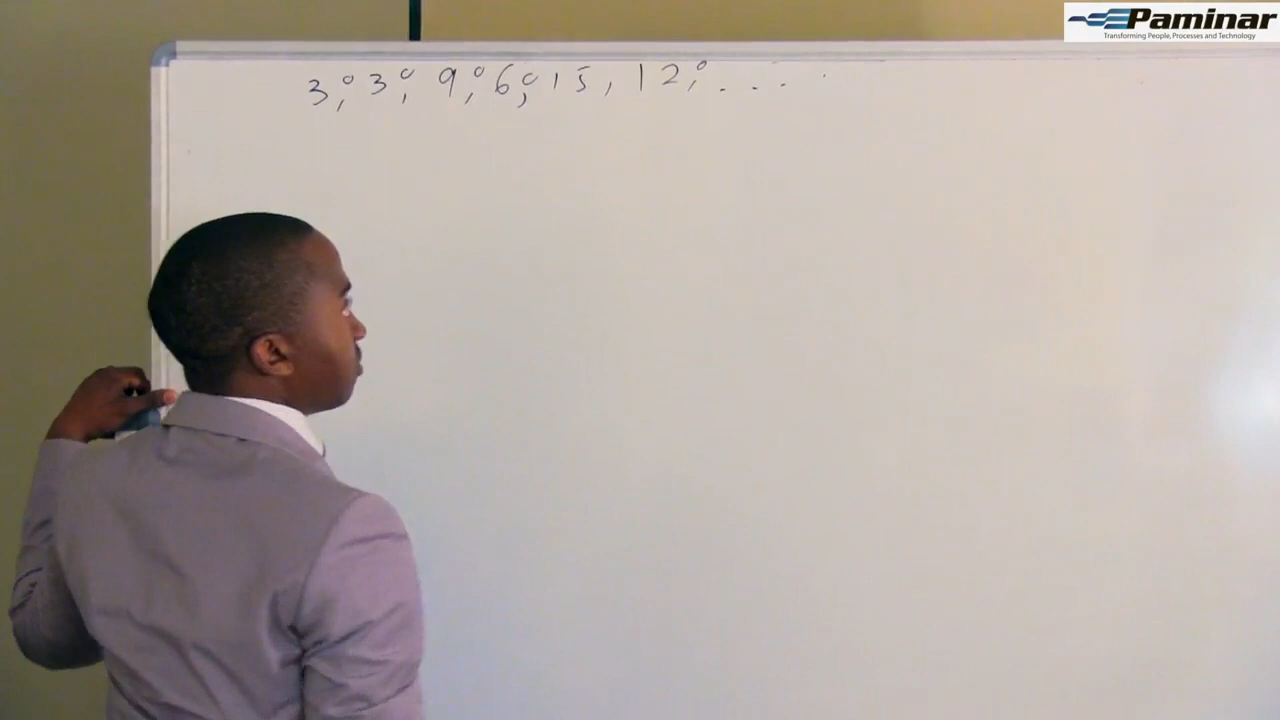 Paminar
Transforming People, Processes and Technology
3; 3; 9; 6; 15, 12; . . .